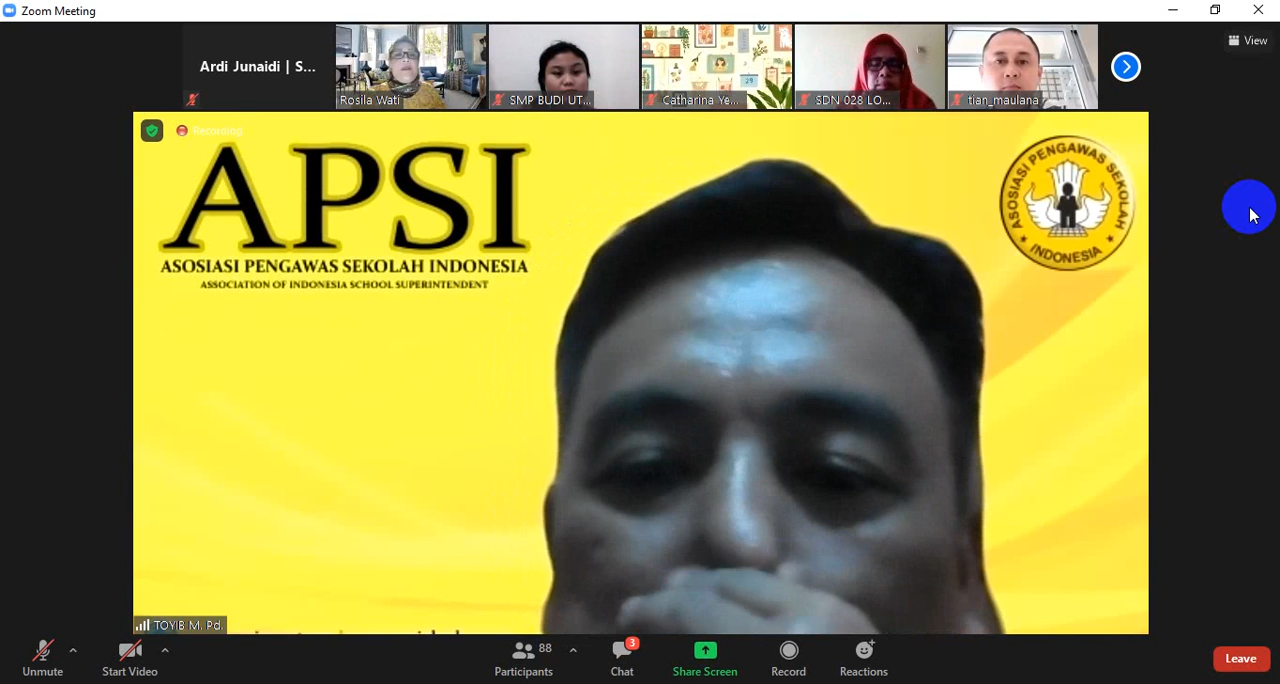 Zoom Meeting
Ardi Junaidi | S...
Rosila Wati
SMP BUDI UT...
Catharina Ye...
SDN 028 LO...
tian_maulana
View
Recording
APSI
ASOSIASI PENGAWAS SEKOLAH INDONESIA
ASSOCIATION OF INDONESIA SCHOOL SUPERINTENDENT
ASOSIASI PENGAWAS SEKOLAH
INDONESIA
TOYIB M. Pd.
88
3
Unmute
Start Video
Participants
Chat
Share Screen
Record
Reactions
Leave